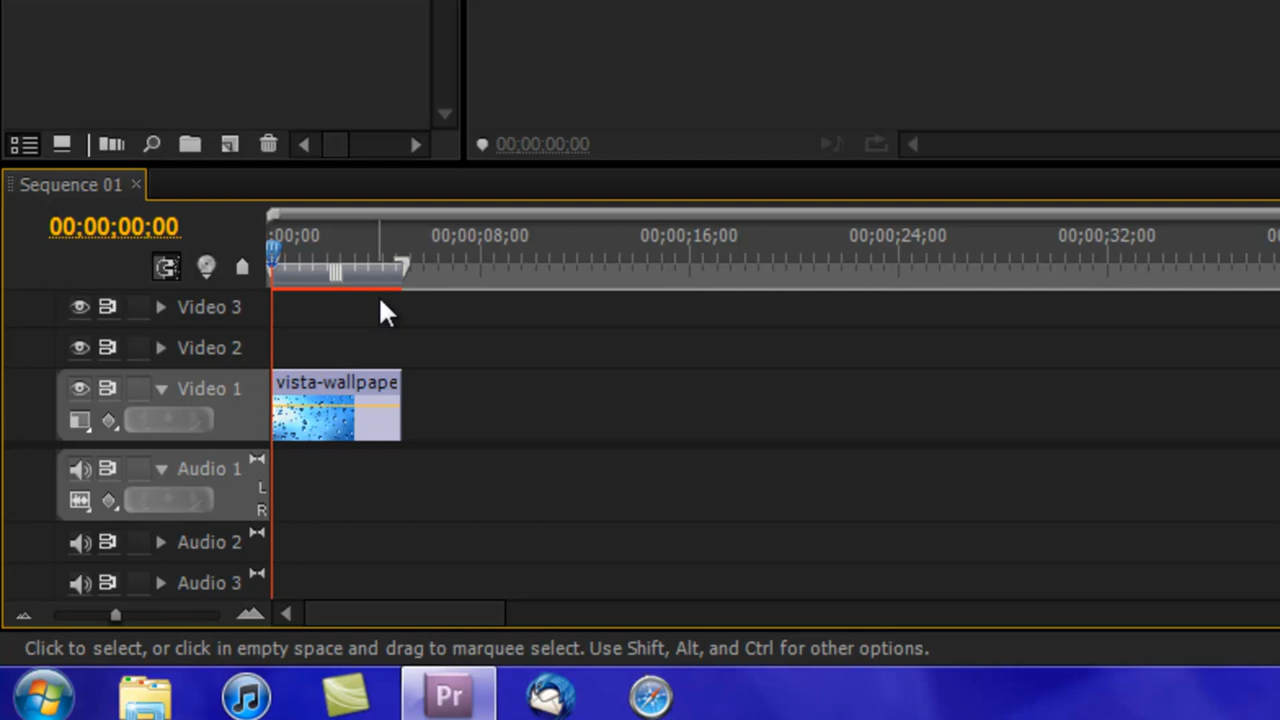 00;00;00;00
Sequence 01
00;00;00;00
;00;00
00;00;08;00
00;00;16;00
00;00;24;00
00;00;32;00
Video 3
Video 2
vista-wallpape
Video 1
Audio 1
L
R
Audio 2
Audio 3
Click to select, or click in empty space and drag to marquee select. Use Shift, Alt, and Ctrl for other options.
Pr